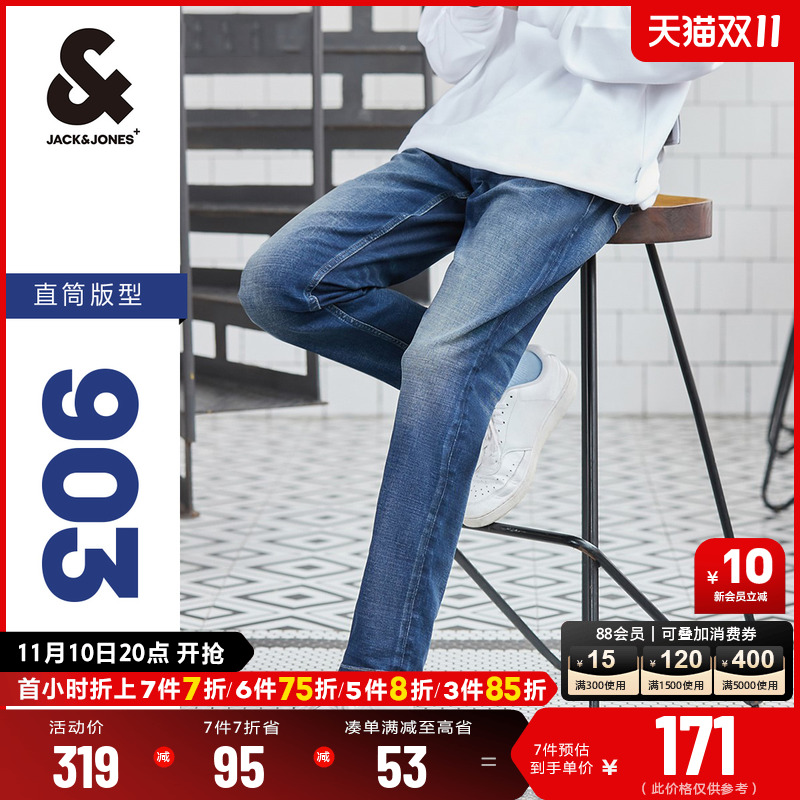 天猫双11
&
JACK&JONES+
直筒版型
903
¥10
新会员立减
11月10日20点 开抢
首小时折上7件7折/6件75折/5件8折/3件85折
88会员|可叠加消费券
¥15
满300使用
¥120
满1500使用
¥400
满5000使用
活动价
319
减
7件7折省
95
减
凑单满减至高省
53
=
7件预估
到手单价
¥171
(此价格仅供参考)